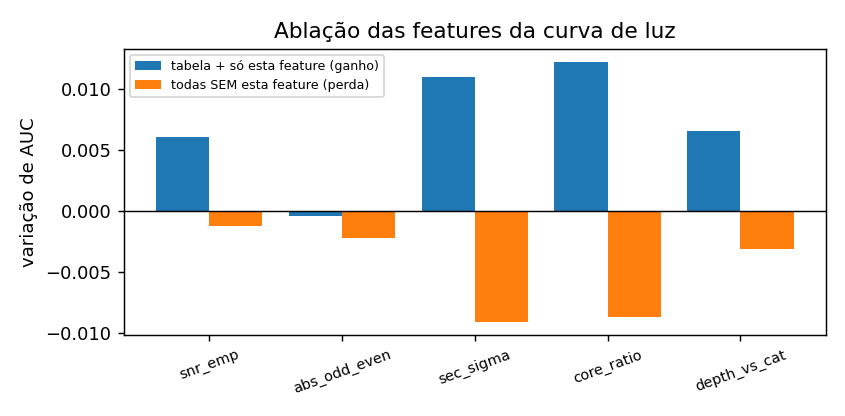 Ablação das features da curva de luz
tabela + só esta feature (ganho)
todas SEM esta feature (perda)
variação de AUC
0.010
0.005
0.000
−0.005
−0.010
snr_emp
abs_odd_even
sec_sigma
core_ratio
depth_vs_cat